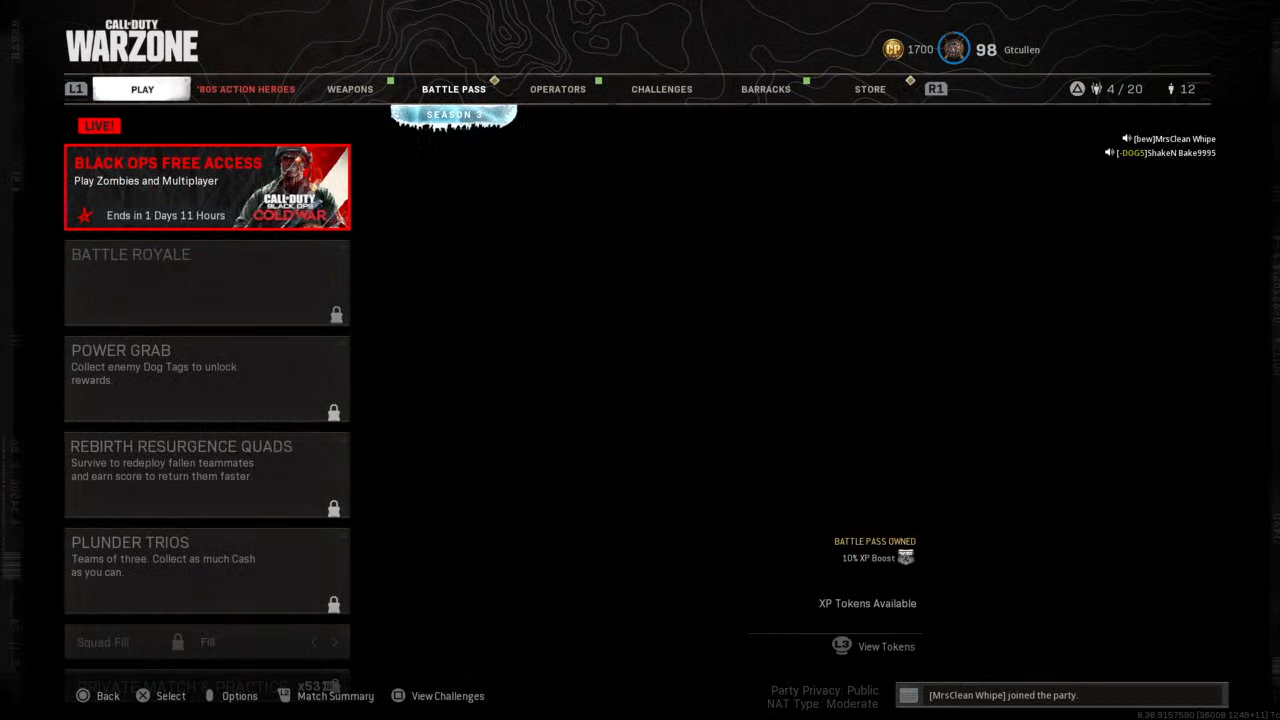 CALL·DUTY
WARZONE
CP 1700 98 Gtcullen
L1 PLAY '80S ACTION HEROES WEAPONS BATTLE PASS OPERATORS CHALLENGES BARRACKS STORE R1 4 / 20 12
SEASON 3
LIVE!
[bew]MrsClean Whipe
[-DOG5]ShakeN Bake9995
BLACK OPS FREE ACCESS
Play Zombies and Multiplayer
CALL·DUTY
BLACK OPS
COLD WAR
Ends in 1 Days 11 Hours
BATTLE ROYALE
POWER GRAB
Collect enemy Dog Tags to unlock
rewards.
REBIRTH RESURGENCE QUADS
Survive to redeploy fallen teammates
and earn score to return them faster.
PLUNDER TRIOS
Teams of three. Collect as much Cash
as you can.
BATTLE PASS OWNED
10% XP Boost
XP Tokens Available
L3 View Tokens
Squad Fill Fill
PRIVATE MATCH & PRACTICE
Back Select Options Match Summary View Challenges
Party Privacy: Public
NAT Type: Moderate
[MrsClean Whipe] joined the party.